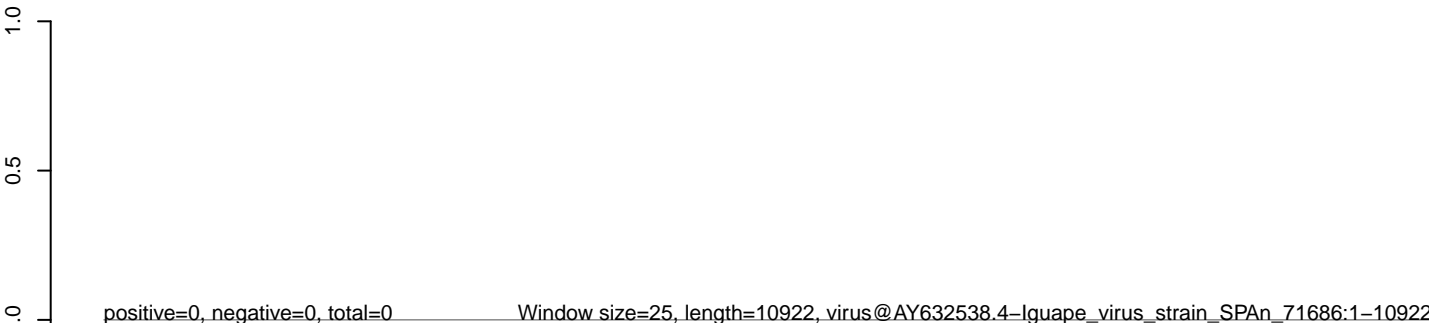 1.0
0.5
.0
positive=0, negative=0, total=0
Window size=25, length=10922, virus@AY632538.4−Iguape_virus_strain_SPAn_71686:1−10922